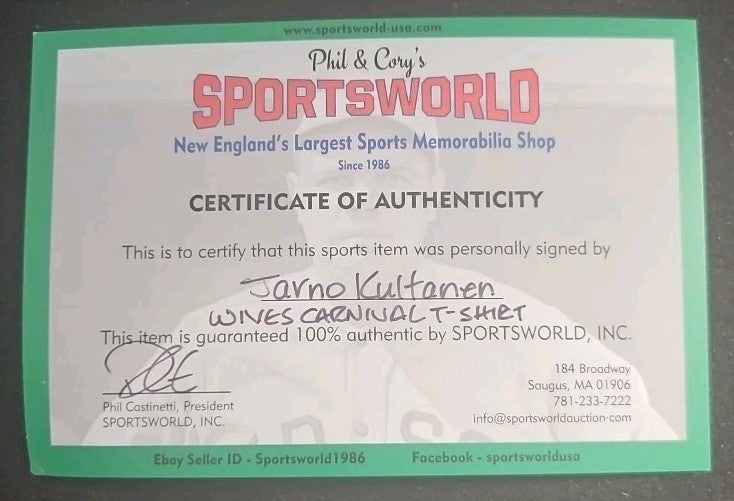 www.sportsworld-usa.com
Phil & Cory's
SPORTSWORLD
New England's Largest Sports Memorabilia Shop
Since 1986
CERTIFICATE OF AUTHENTICITY
This is to certify that this sports item was personally signed by
Jarno Kultanen
WIVES CARNIVAL T-SHIRT
This item is guaranteed 100% authentic by SPORTSWORLD, INC.
Phil Castinetti, President
SPORTSWORLD, INC.
184 Broadway
Saugus, MA 01906
781-233-7222
info@sportsworldauction.com
Ebay Seller ID - Sportsworld1986
Facebook - sportsworldusa